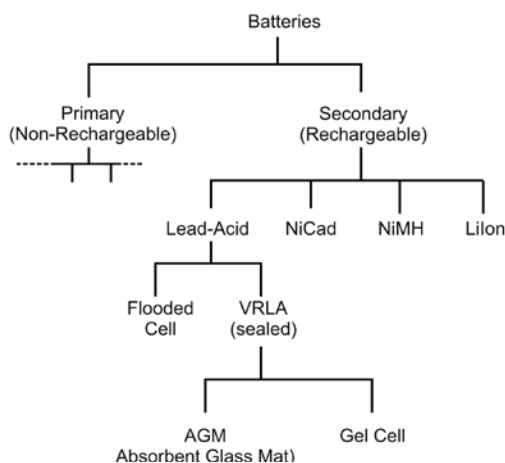 Batteries
Primary
(Non-Rechargeable)
Secondary
(Rechargeable)
Lead-Acid
NiCad
NiMH
LiIon
Flooded
Cell
VRLA
(sealed)
AGM
Absorbent Glass Mat)
Gel Cell